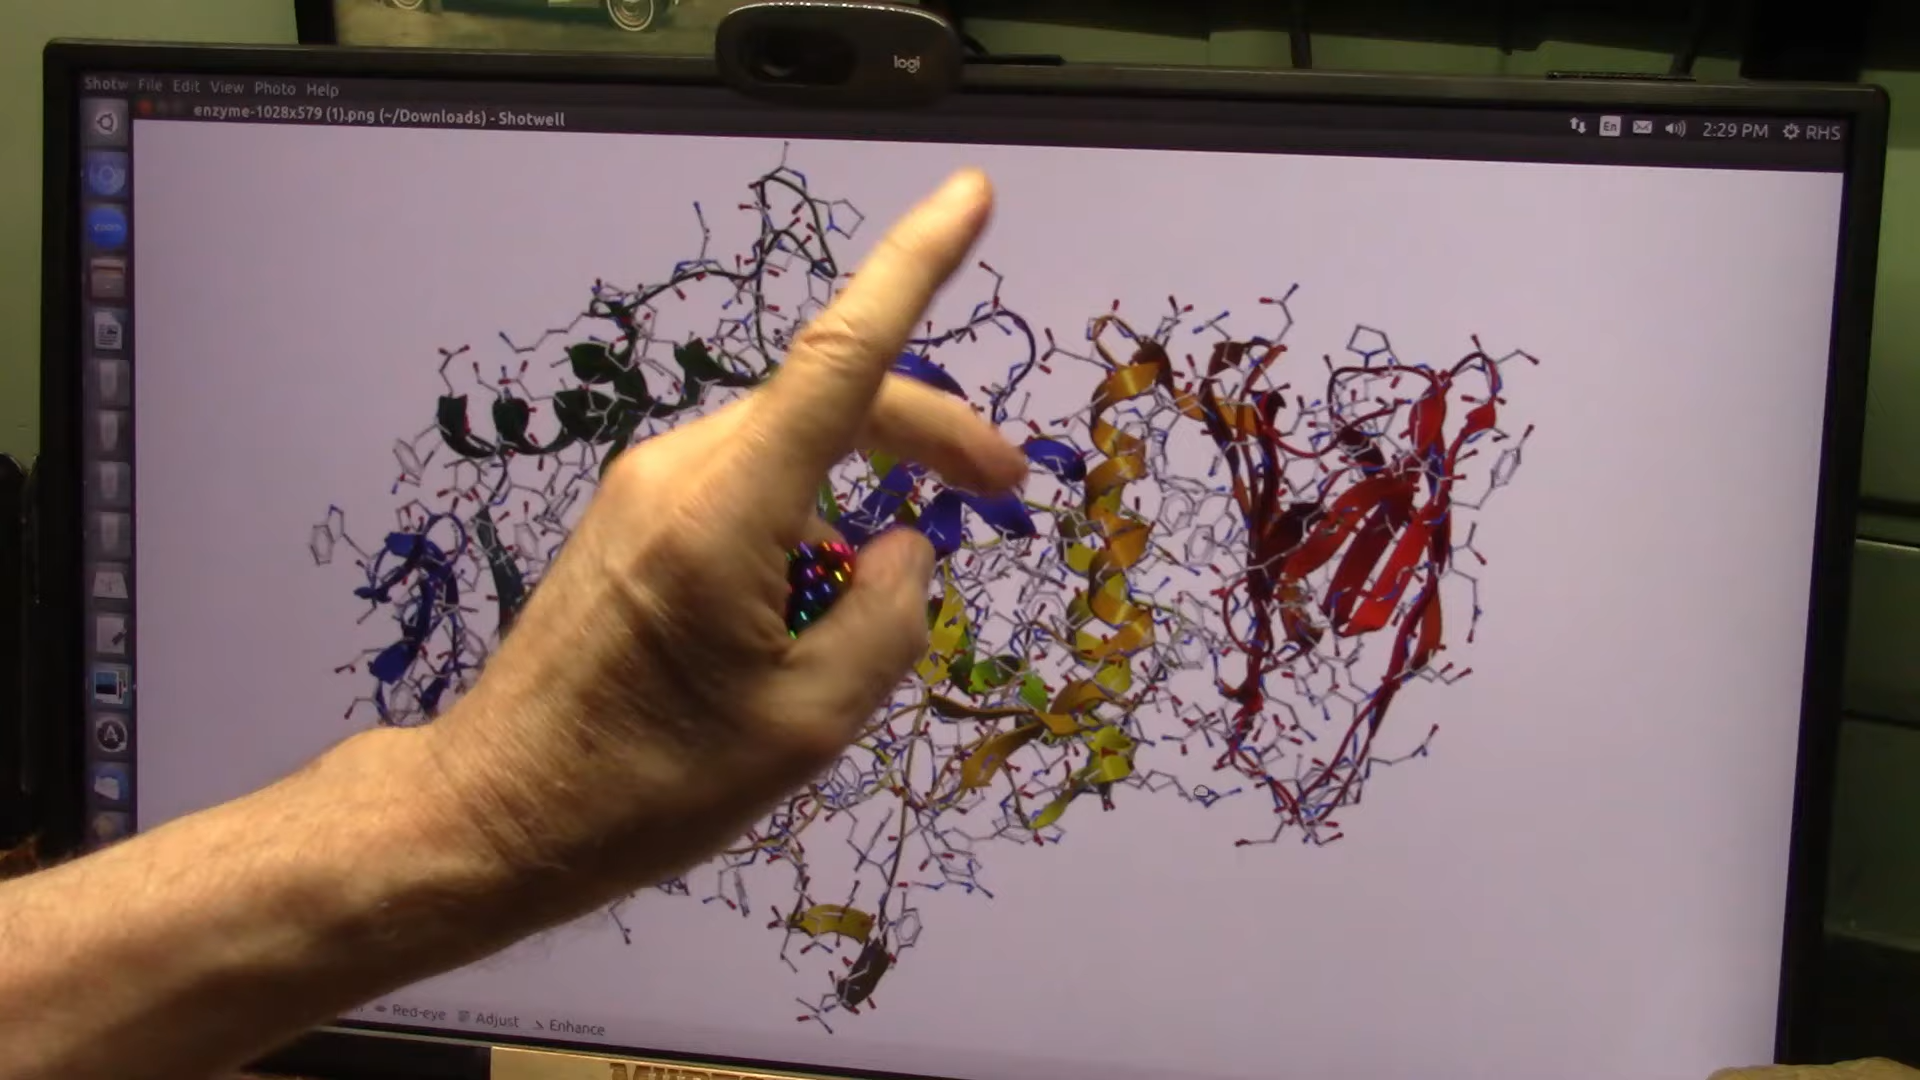 logi
Shotw File Edit View Photo Help
enzyme-1028x579 (1).png (~/Downloads) - Shotwell
En 2:29 PM RHS
zoom
A
Red-eye Adjust Enhance